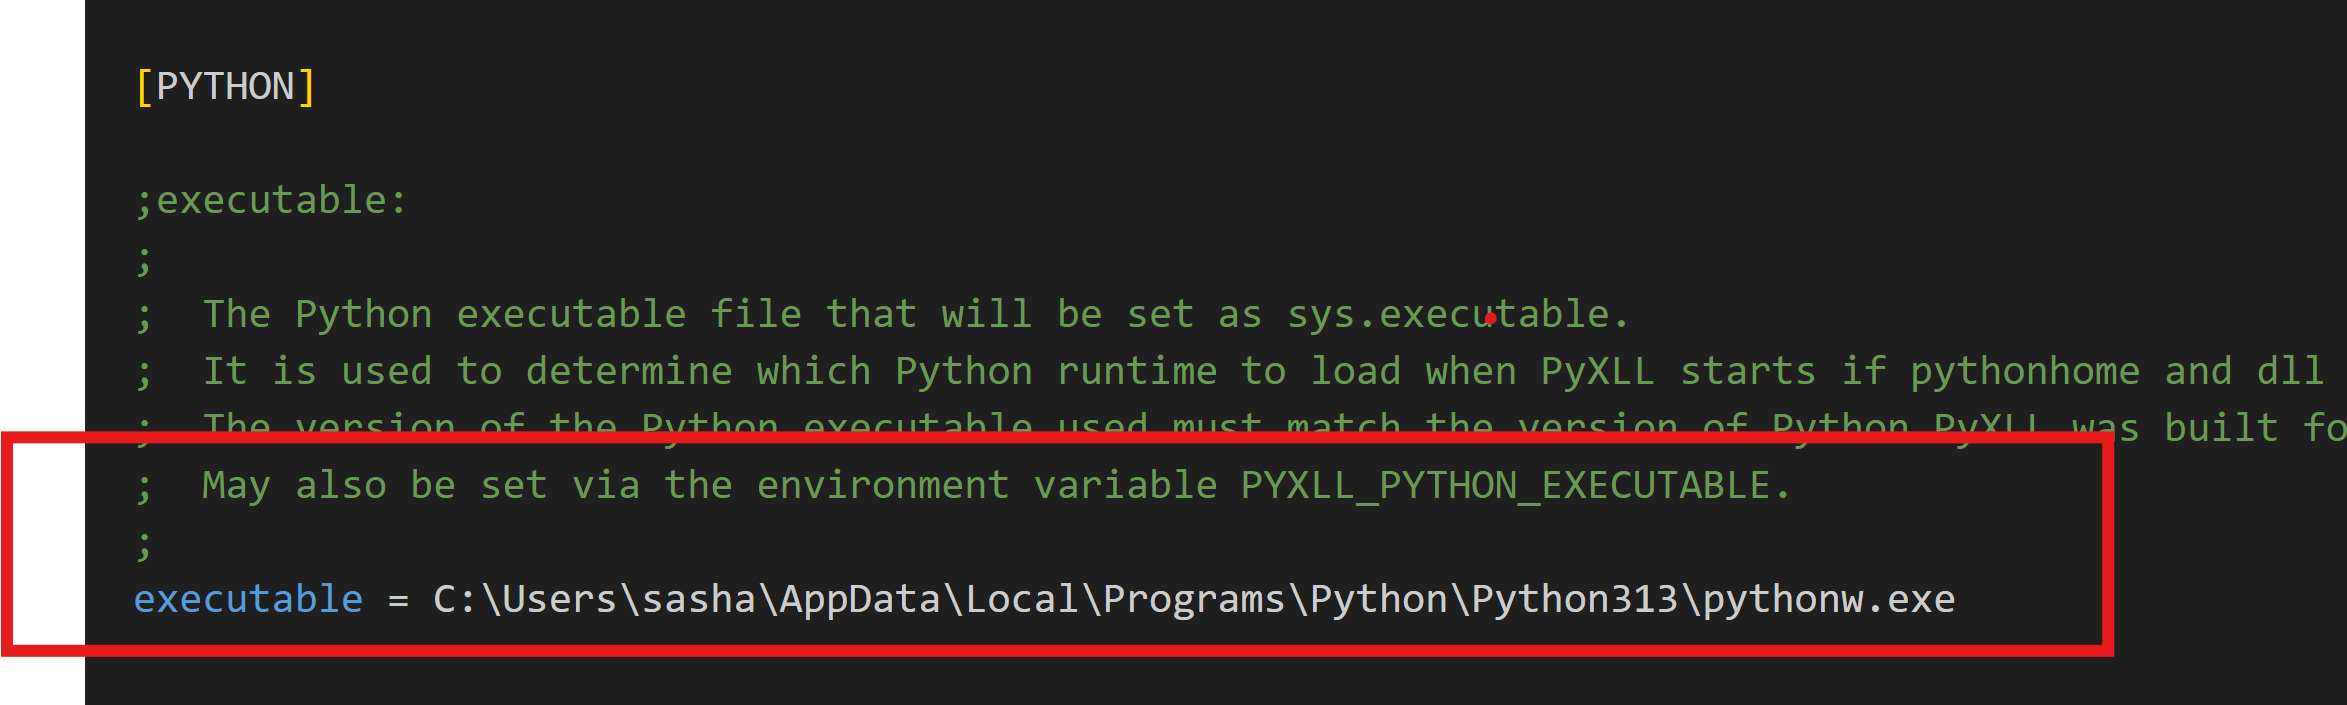 [PYTHON]
;executable:
;
;  The Python executable file that will be set as sys.executable.
;  It is used to determine which Python runtime to load when PyXLL starts if pythonhome and dll
;  The version of the Python executable used must match the version of Python PyXLL was built fo
;  May also be set via the environment variable PYXLL_PYTHON_EXECUTABLE.
;
executable = C:\Users\sasha\AppData\Local\Programs\Python\Python313\pythonw.exe